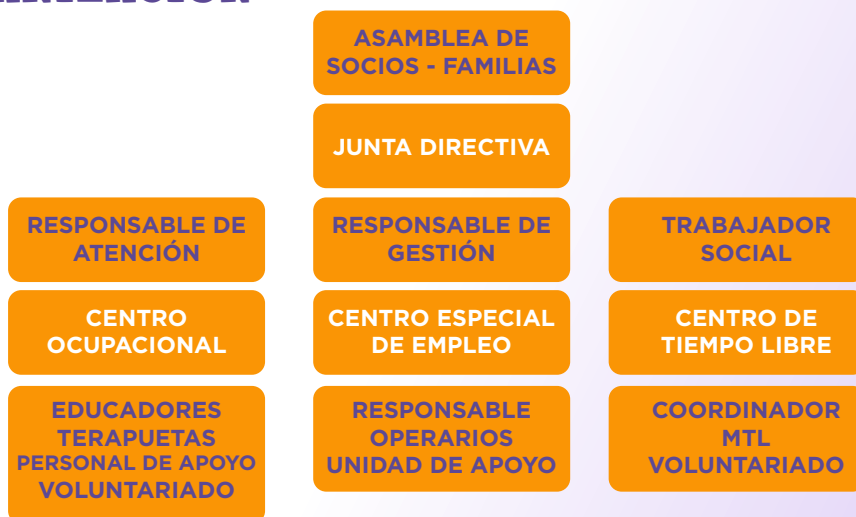 ASAMBLEA DE
SOCIOS - FAMILIAS
JUNTA DIRECTIVA
RESPONSABLE DE
ATENCIÓN
RESPONSABLE DE
GESTIÓN
TRABAJADOR
SOCIAL
CENTRO
OCUPACIONAL
CENTRO ESPECIAL
DE EMPLEO
CENTRO DE
TIEMPO LIBRE
EDUCADORES
TERAPUETAS
PERSONAL DE APOYO
VOLUNTARIADO
RESPONSABLE
OPERARIOS
UNIDAD DE APOYO
COORDINADOR
MTL
VOLUNTARIADO